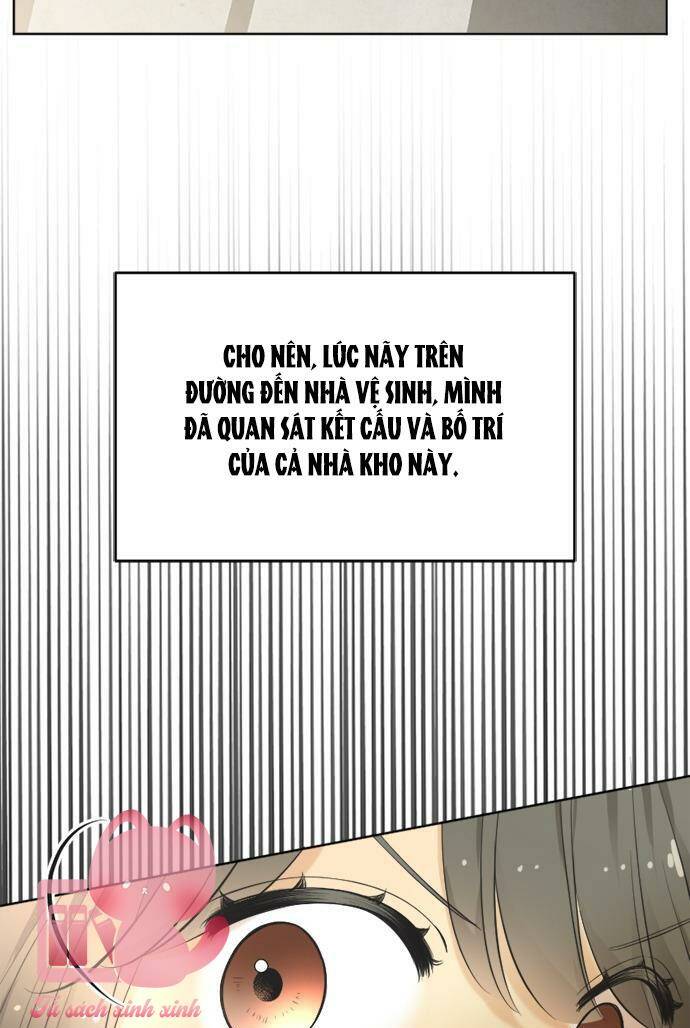 CHO NÊN, LÚC NÃY TRÊN
ĐƯỜNG ĐẾN NHÀ VỆ SINH, MÌNH
ĐÃ QUAN SÁT KẾT CẤU VÀ BỐ TRÍ
CỦA CẢ NHÀ KHO NÀY.
Tủ sách xinh xinh